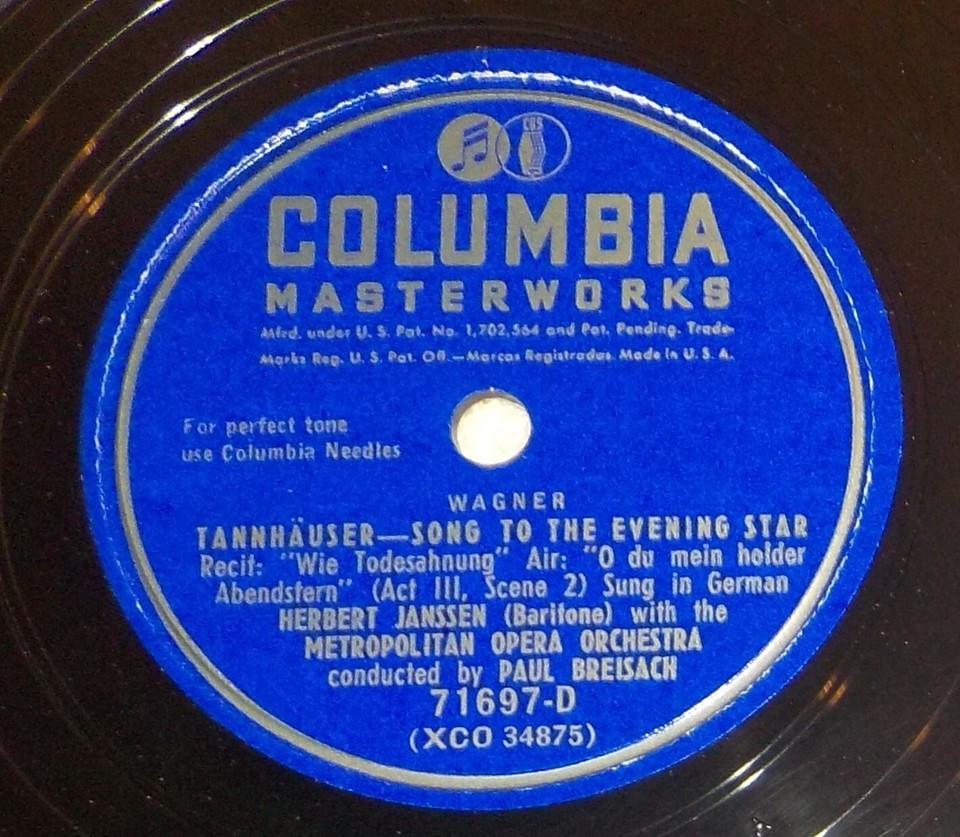 CBS
COLUMBIA
MASTERWORKS
Mfrd. under U. S. Pat. No. 1,702,564 and Pat. Pending. Trade-
Marks Reg. U. S. Pat. Off.—Marcas Registradas Made in U. S. A.
For perfect tone
use Columbia Needles
WAGNER
TANNHÄUSER—SONG TO THE EVENING STAR
Recit: "Wie Todesahnung" Air: "O du mein holder
Abendstern" (Act III, Scene 2) Sung in German
HERBERT JANSSEN (Baritone) with the
METROPOLITAN OPERA ORCHESTRA
conducted by PAUL BREISACH
71697-D
(XCO 34875)